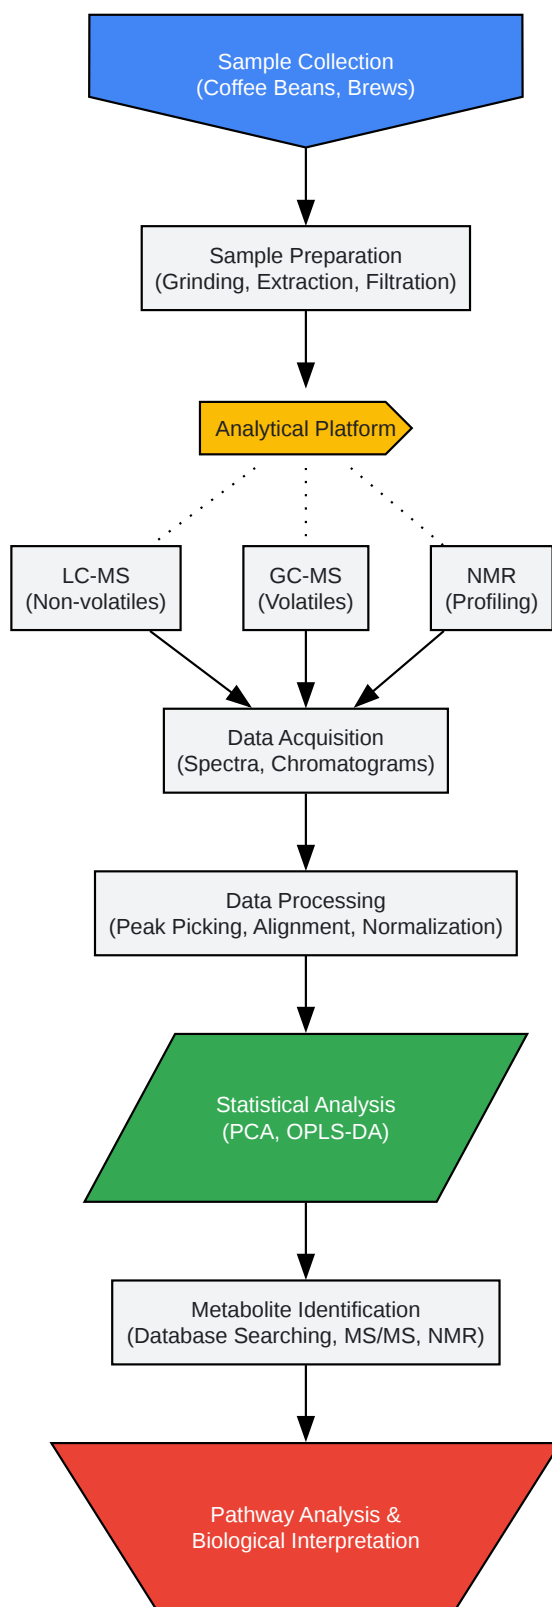 Sample Collection
(Coffee Beans, Brews)
Sample Preparation
(Grinding, Extraction, Filtration)
Analytical Platform
LC-MS
(Non-volatiles)
GC-MS
(Volatiles)
NMR
(Profiling)
Data Acquisition
(Spectra, Chromatograms)
Data Processing
(Peak Picking, Alignment, Normalization)
Statistical Analysis
(PCA, OPLS-DA)
Metabolite Identification
(Database Searching, MS/MS, NMR)
Pathway Analysis &
Biological Interpretation